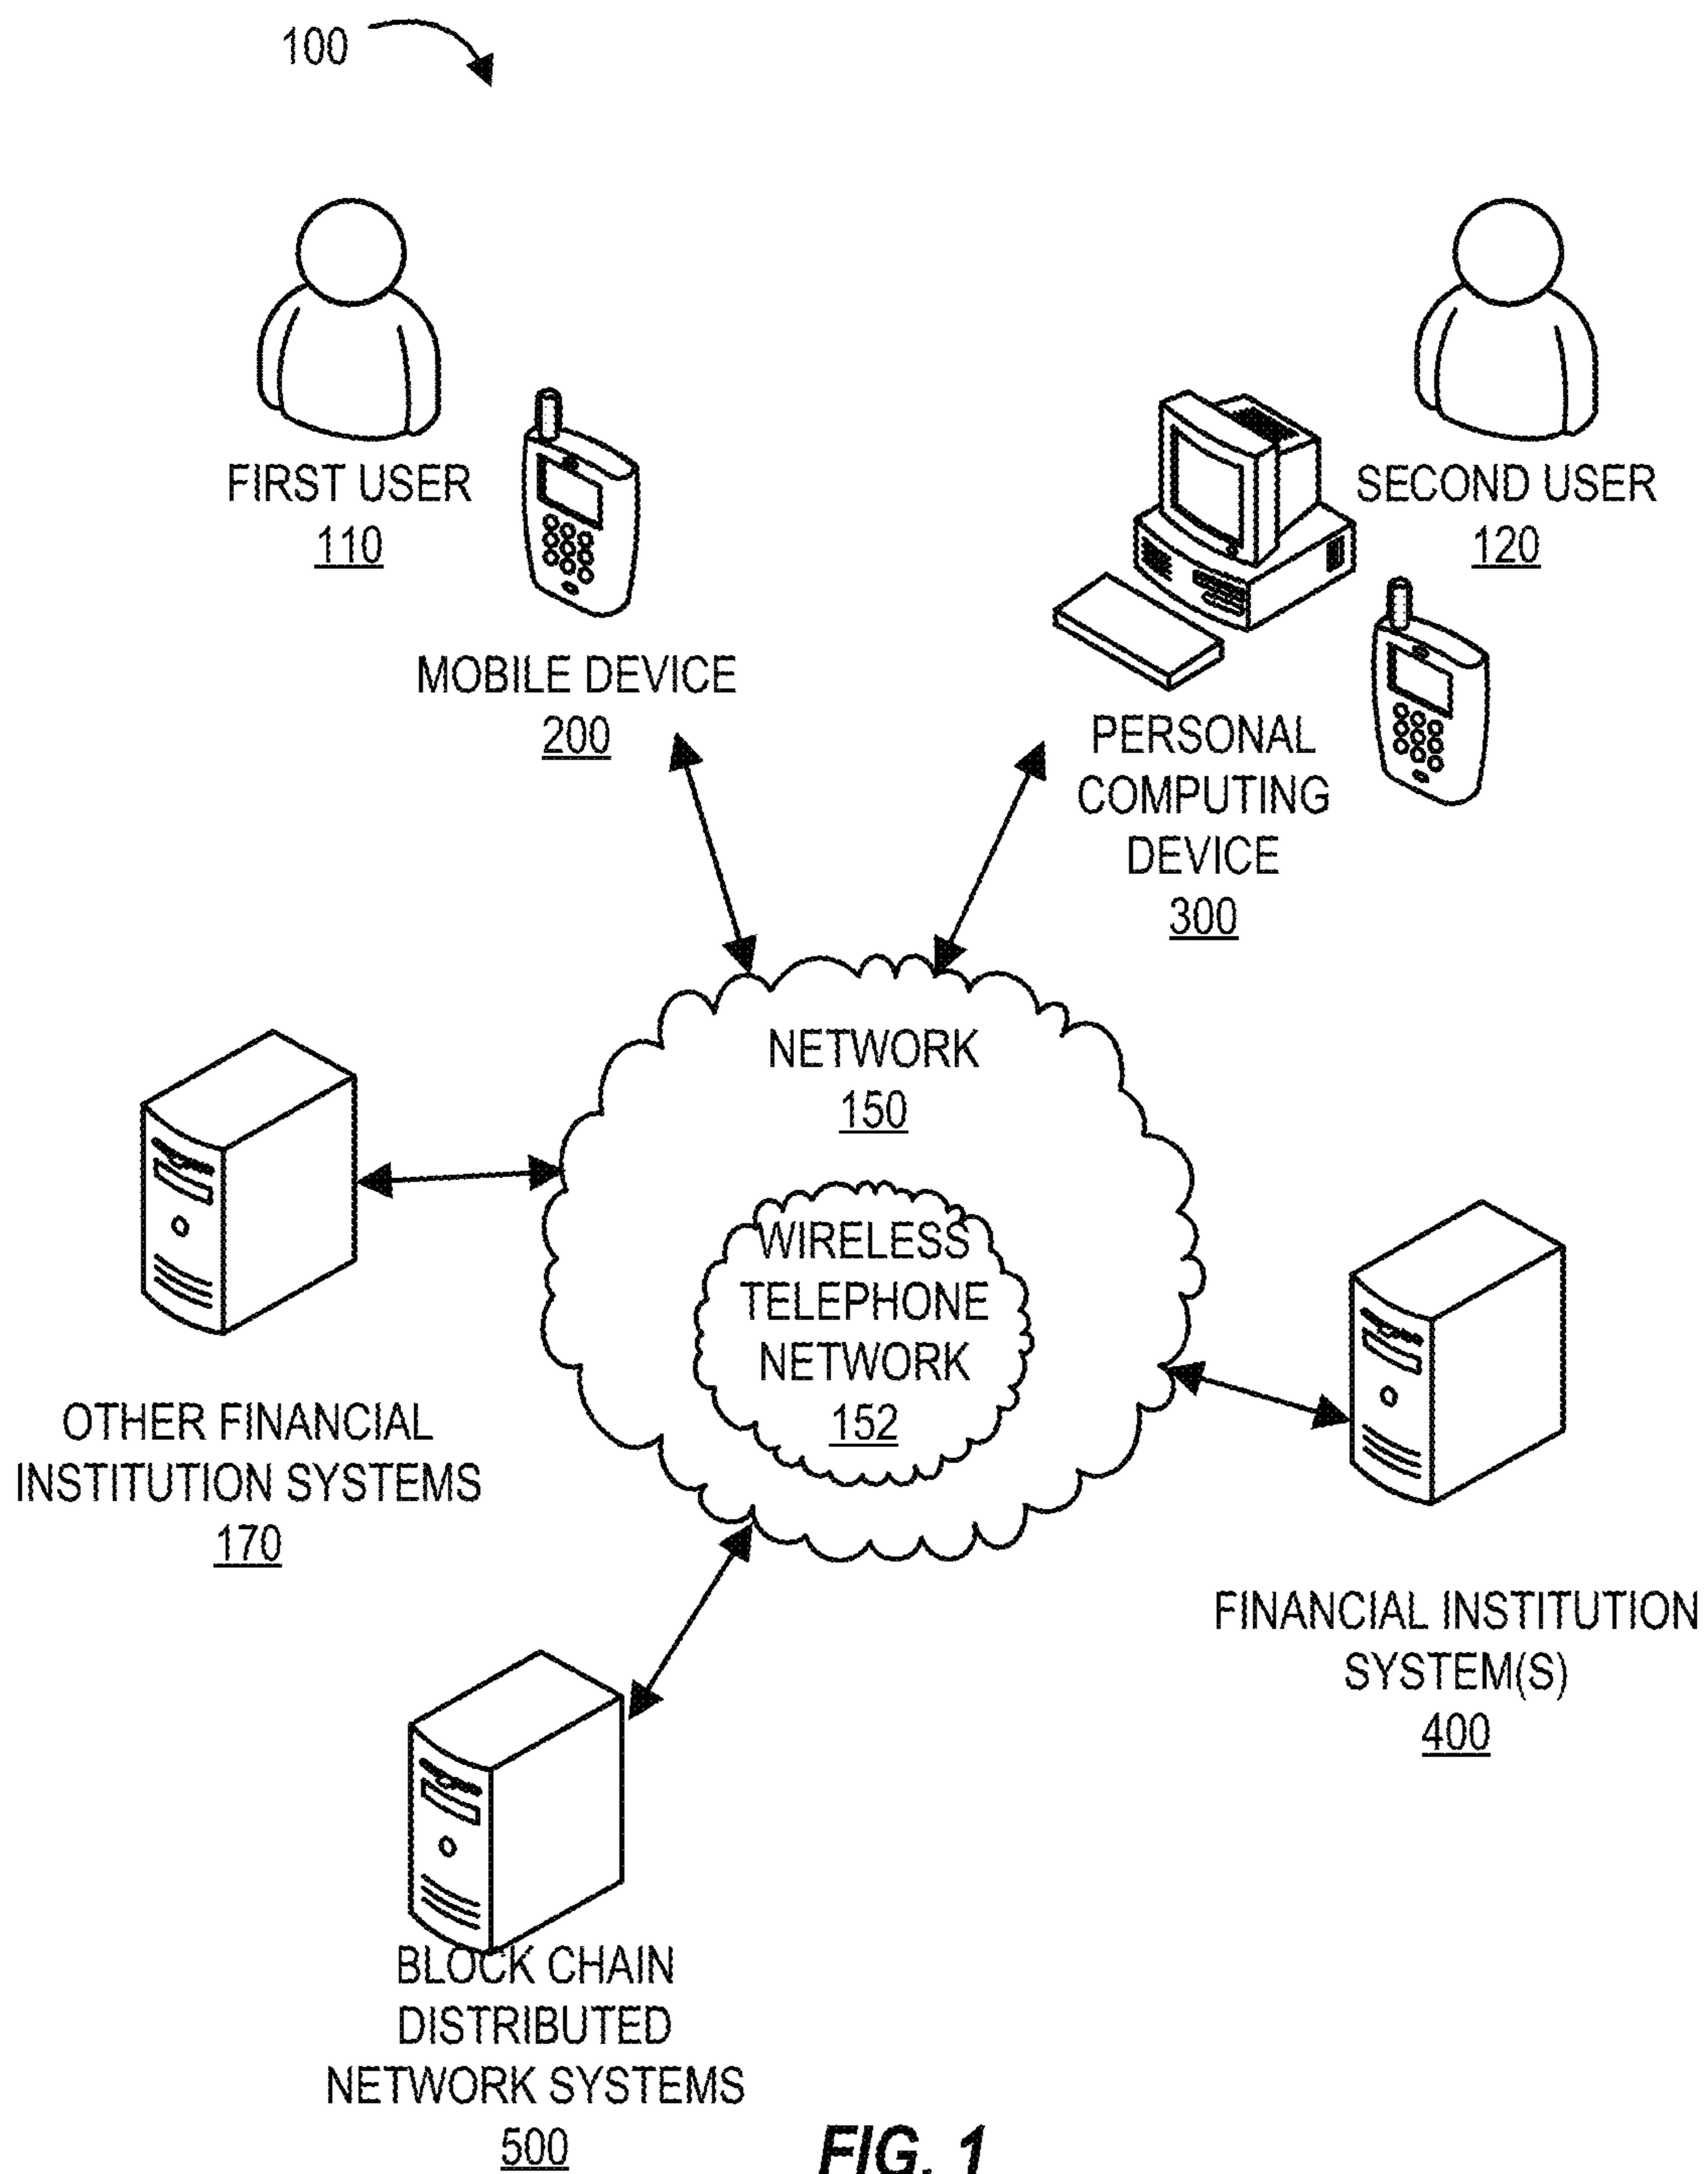 100
FIRST USER
110
SECOND USER
120
MOBILE DEVICE
200
PERSONAL
COMPUTING
DEVICE
300
NETWORK
150
WIRELESS
TELEPHONE
NETWORK
152
OTHER FINANCIAL
INSTITUTION SYSTEMS
170
FINANCIAL INSTITUTION
SYSTEM(S)
400
BLOCK CHAIN
DISTRIBUTED
NETWORK SYSTEMS
500
FIG. 1